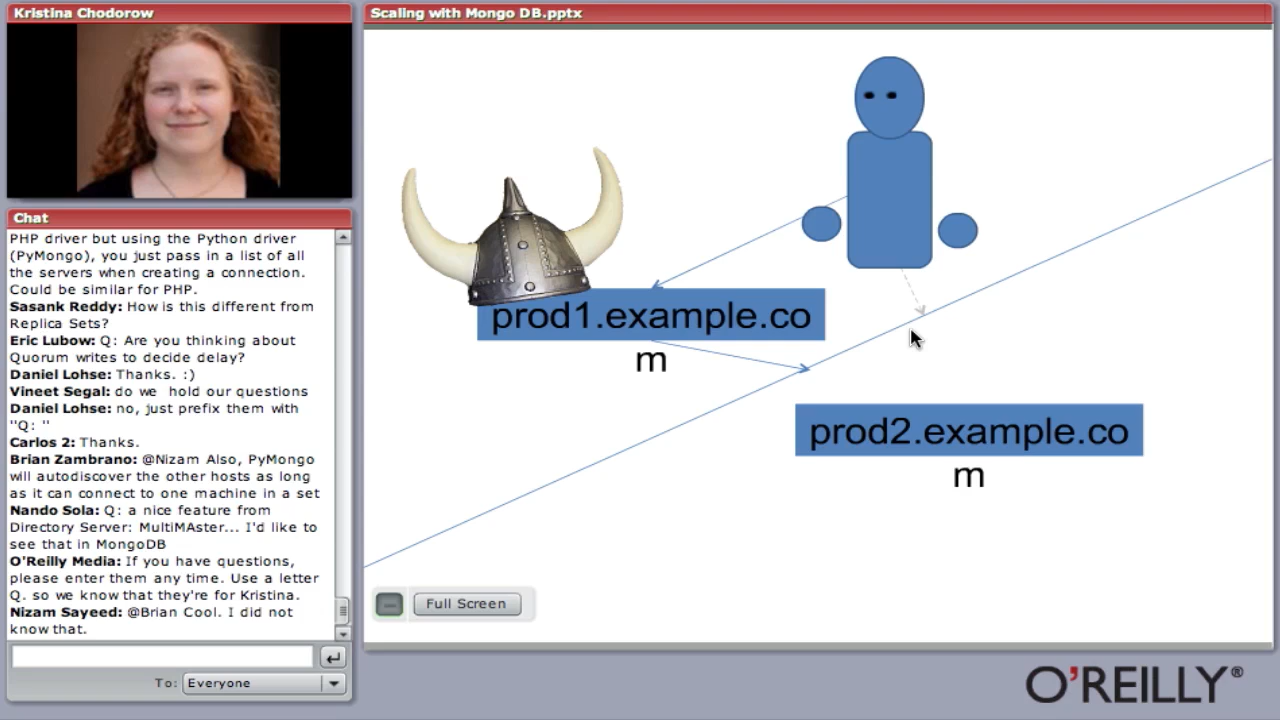 Kristina Chodorow
Scaling with Mongo DB.pptx
Chat
PHP driver but using the Python driver
(PyMongo), you just pass in a list of all
the servers when creating a connection.
Could be similar for PHP.
Sasank Reddy: How is this different from
Replica Sets?
Eric Lubow: Q: Are you thinking about
Quorum writes to decide delay?
Daniel Lohse: Thanks. :)
Vineet Segal: do we  hold our questions
Daniel Lohse: no, just prefix them with
"Q: "
Carlos 2: Thanks.
Brian Zambrano: @Nizam Also, PyMongo
will autodiscover the other hosts as long
as it can connect to one machine in a set
Nando Sola: Q: a nice feature from
Directory Server: MultiMAster... I'd like to
see that in MongoDB
O'Reilly Media: If you have questions,
please enter them any time. Use a letter
Q. so we know that they're for Kristina.
Nizam Sayeed: @Brian Cool. I did not
know that.
To: Everyone
prod1.example.co
m
prod2.example.co
m
Full Screen
O'REILLY®